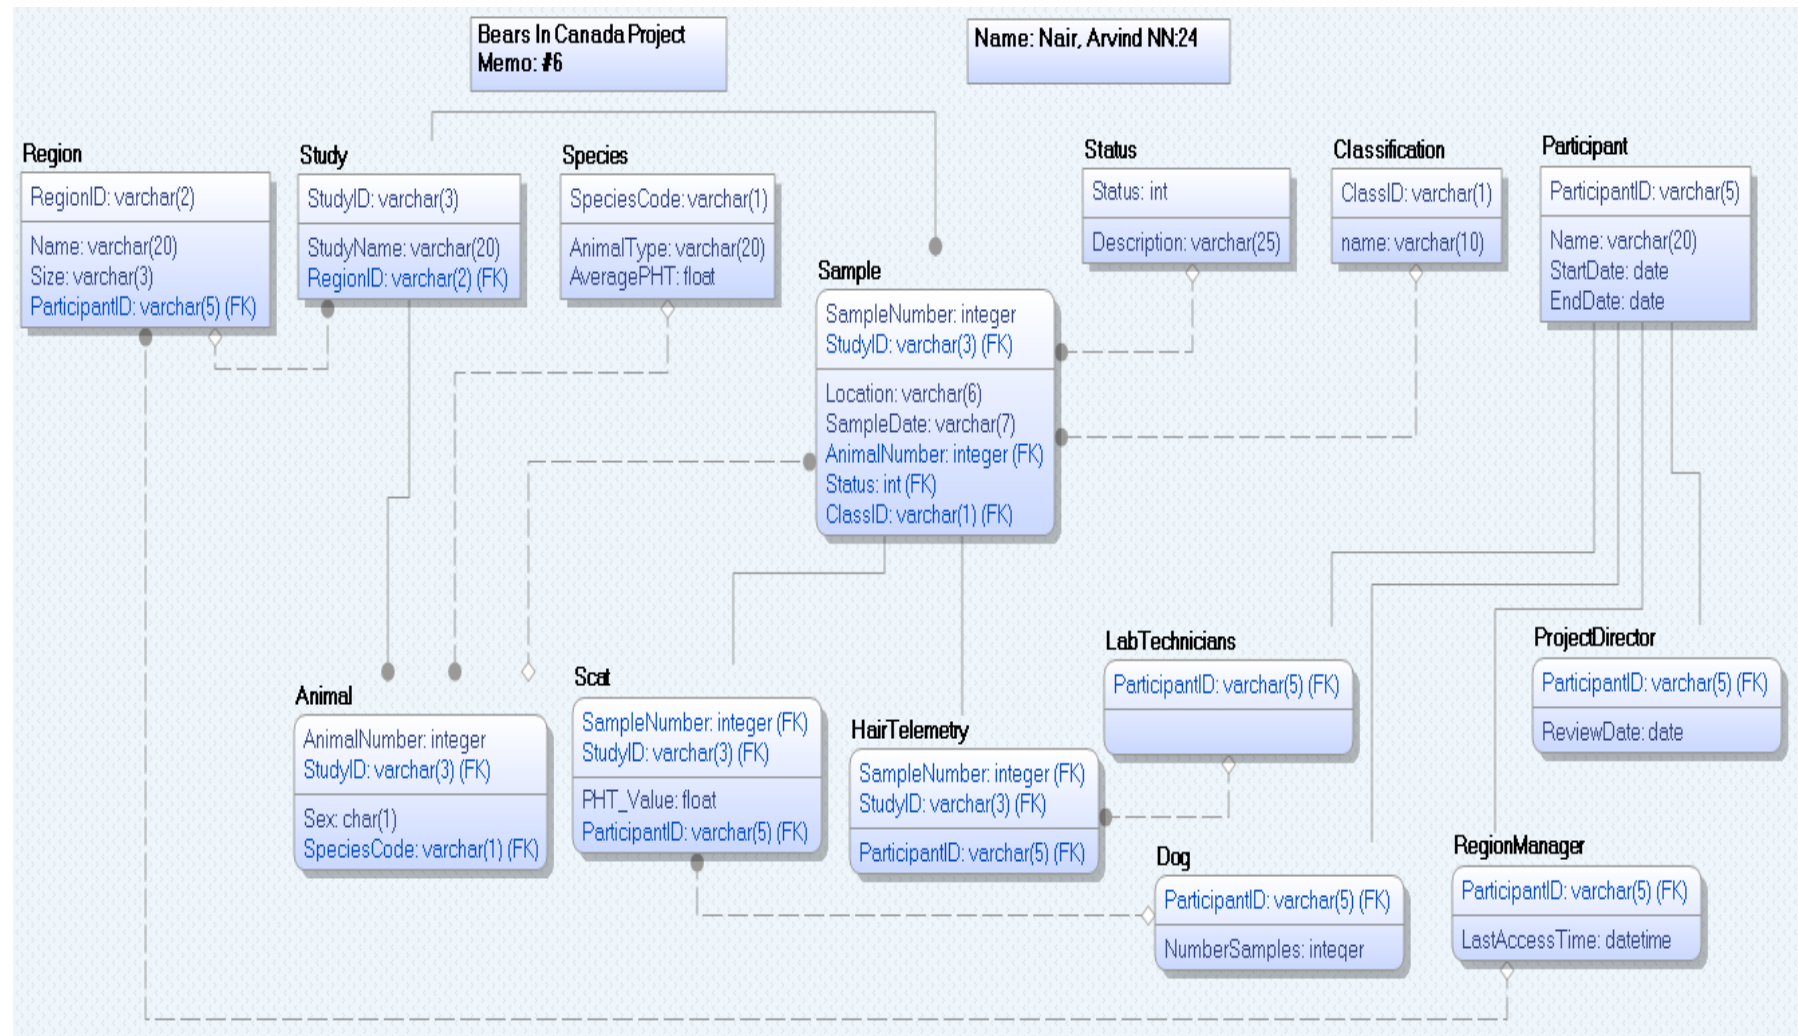 Bears In Canada Project
Memo: #6
Name: Nair, Arvind NN:24
Region
RegionID: varchar(2)
Name: varchar(20)
Size: varchar(3)
ParticipantID: varchar(5) (FK)
Study
StudyID: varchar(3)
StudyName: varchar(20)
RegionID: varchar(2) (FK)
Species
SpeciesCode: varchar(1)
AnimalType: varchar(20)
AveragePHT: float
Sample
SampleNumber: integer
StudyID: varchar(3) (FK)
Location: varchar(6)
SampleDate: varchar(7)
AnimalNumber: integer (FK)
Status: int (FK)
ClassID: varchar(1) (FK)
Status
Status: int
Description: varchar(25)
Classification
ClassID: varchar(1)
name: varchar(10)
Participant
ParticipantID: varchar(5)
Name: varchar(20)
StartDate: date
EndDate: date
Animal
AnimalNumber: integer
StudyID: varchar(3) (FK)
Sex: char(1)
SpeciesCode: varchar(1) (FK)
Scat
SampleNumber: integer (FK)
StudyID: varchar(3) (FK)
PHT_Value: float
ParticipantID: varchar(5) (FK)
HairTelemetry
SampleNumber: integer (FK)
StudyID: varchar(3) (FK)
ParticipantID: varchar(5) (FK)
LabTechnicians
ParticipantID: varchar(5) (FK)
Dog
ParticipantID: varchar(5) (FK)
NumberSamples: integer
ProjectDirector
ParticipantID: varchar(5) (FK)
ReviewDate: date
RegionManager
ParticipantID: varchar(5) (FK)
LastAccessTime: datetime